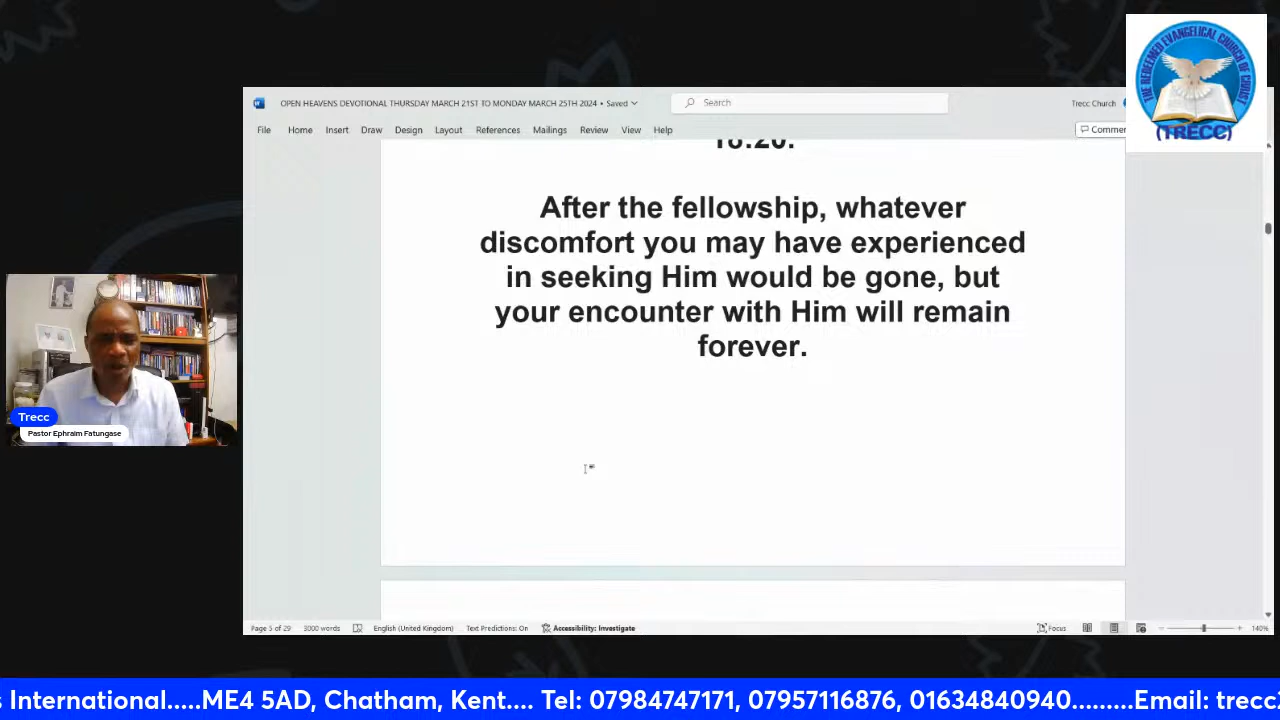 THE REDEEMED EVANGELICAL CHURCH OF CHRIST
(TRECC)
OPEN HEAVENS DEVOTIONAL THURSDAY MARCH 21ST TO MONDAY MARCH 25TH 2024 • Saved
Search
Trecc Church
File Home Insert Draw Design Layout References Mailings Review View Help
Commen
18:20.
After the fellowship, whatever
discomfort you may have experienced
in seeking Him would be gone, but
your encounter with Him will remain
forever.
Trecc
Pastor Ephraim Fatungase
Page 5 of 29 3000 words English (United Kingdom) Text Predictions: On Accessibility: Investigate
Focus 140%
s International.....ME4 5AD, Chatham, Kent.... Tel: 07984747171, 07957116876, 01634840940.........Email: trecc